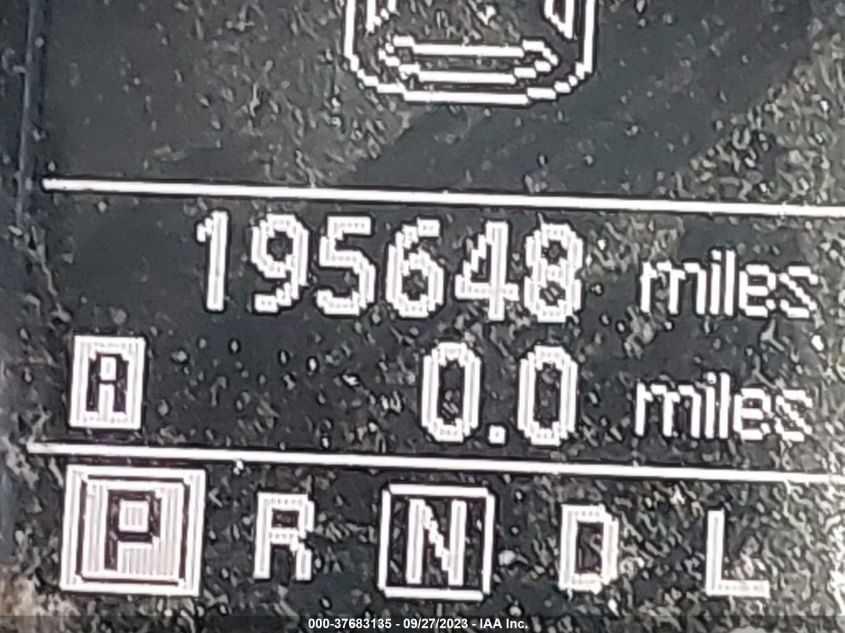 195648 miles
A 0.0 miles
P R N D L
000-37683135 - 09/27/2023 - IAA Inc.